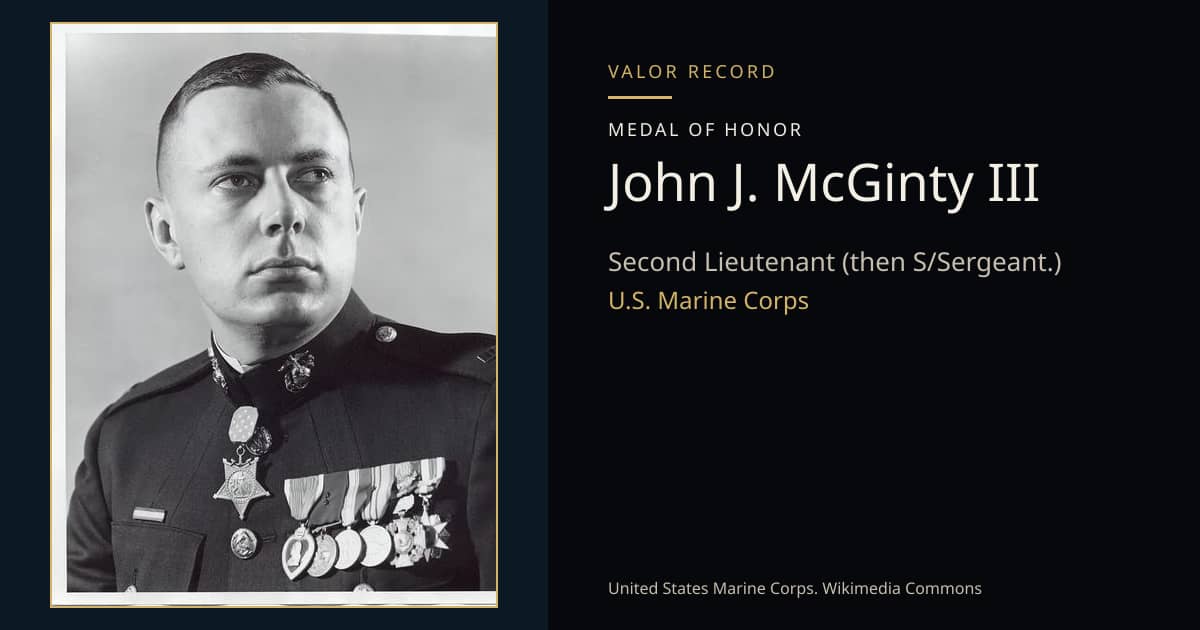 VALOR RECORD
MEDAL OF HONOR
John J. McGinty III
Second Lieutenant (then S/Sergeant.)
U.S. Marine Corps
United States Marine Corps. Wikimedia Commons